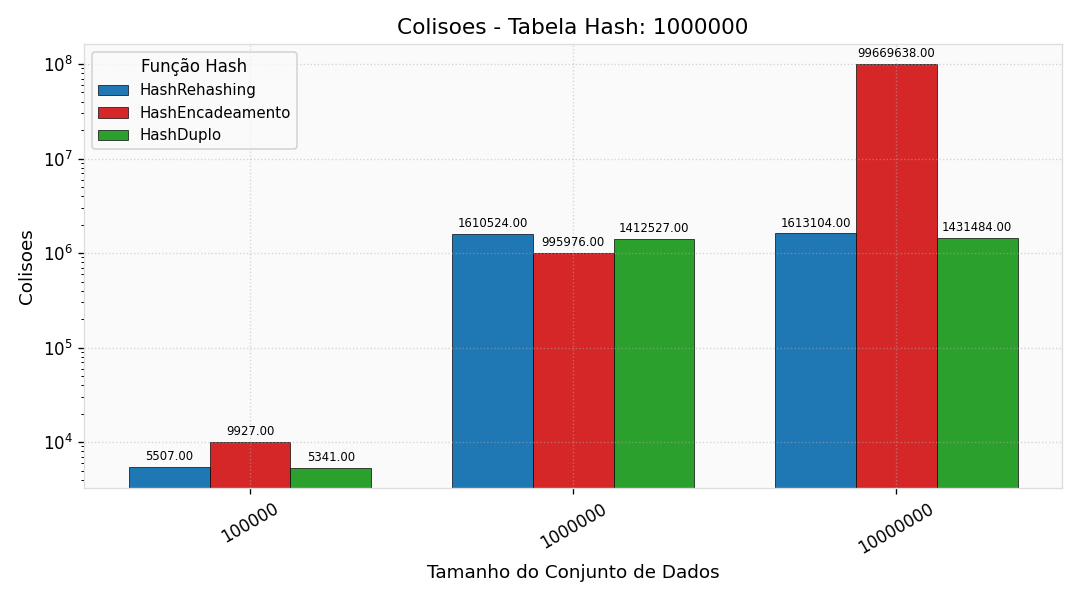 Colisoes - Tabela Hash: 1000000
Colisoes
10^8
10^7
10^6
10^5
10^4
Função Hash
HashRehashing
HashEncadeamento
HashDuplo
5507.00
9927.00
5341.00
1610524.00
995976.00
1412527.00
1613104.00
99669638.00
1431484.00
100000
1000000
10000000
Tamanho do Conjunto de Dados